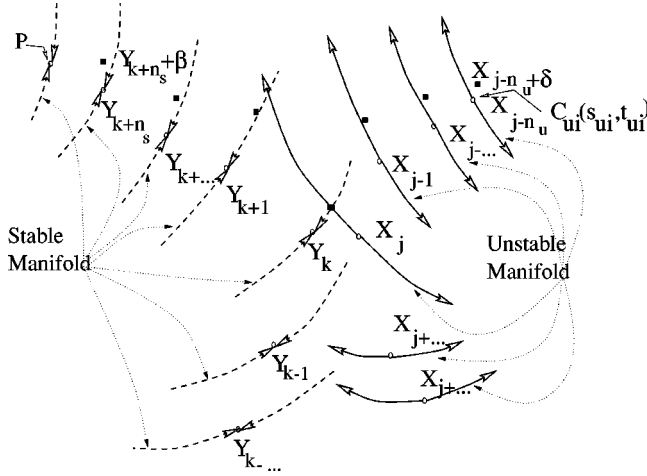 P
Y_{k+n_s}+β
Y_{k+n_s}
Y_{k+...}
Y_{k+1}
X_{j-n_u}+δ
X_{j-n_u}
C_{ui}(s_{ui},t_{ui})
X_{j-...}
X_{j-1}
X_j
Y_k
Stable
Manifold
Unstable
Manifold
X_{j+...}
Y_{k-1}
X_{j+...}
Y_{k-...}